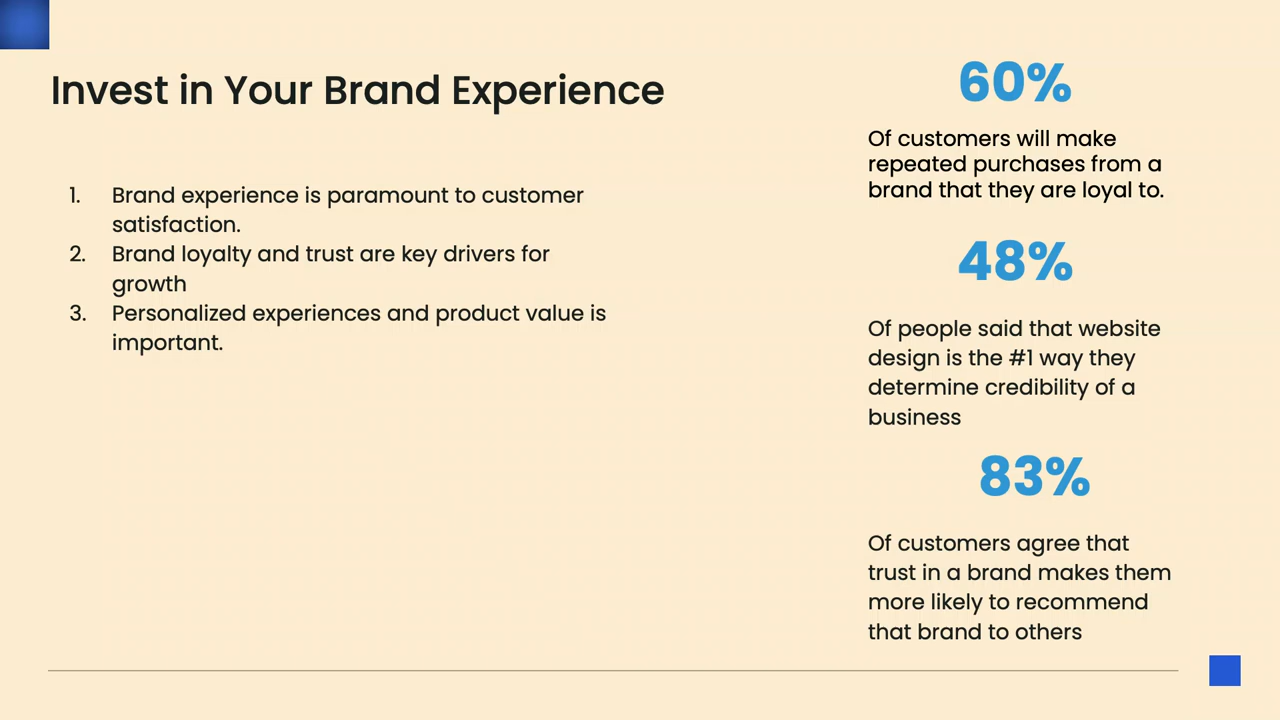 Invest in Your Brand Experience
1. Brand experience is paramount to customer
satisfaction.
2. Brand loyalty and trust are key drivers for
growth
3. Personalized experiences and product value is
important.
60%
Of customers will make
repeated purchases from a
brand that they are loyal to.
48%
Of people said that website
design is the #1 way they
determine credibility of a
business
83%
Of customers agree that
trust in a brand makes them
more likely to recommend
that brand to others